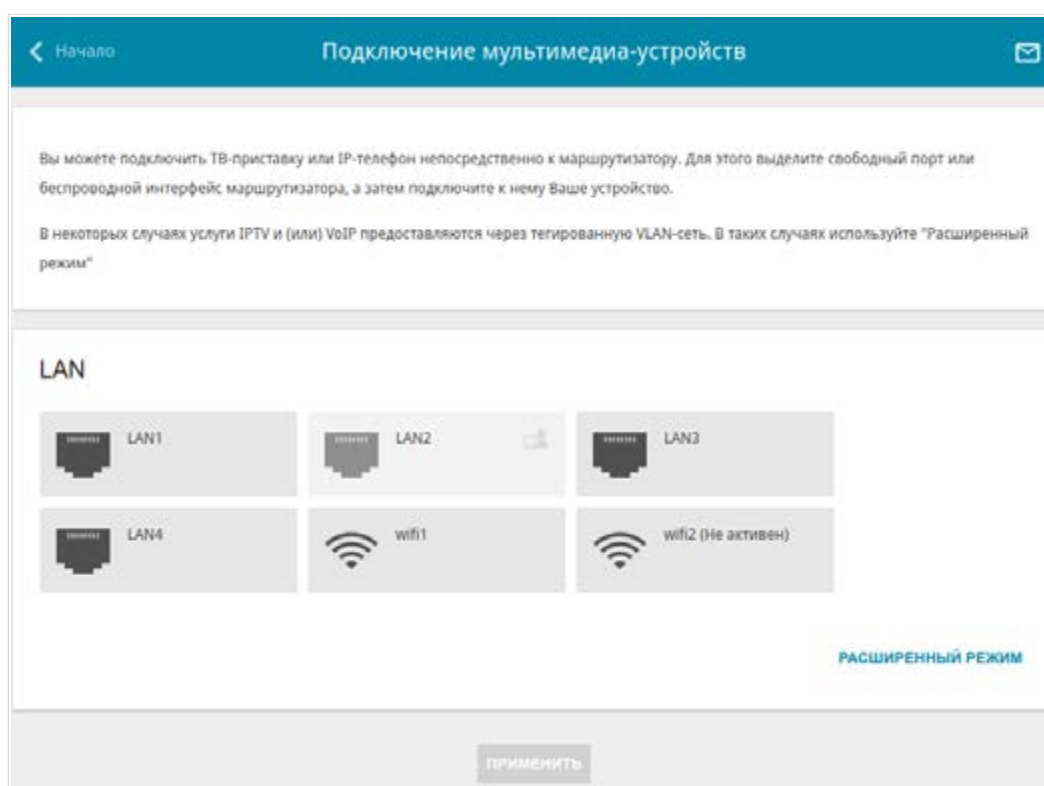 Начало
Подключение мультимедиа-устройств
Вы можете подключить ТВ-приставку или IP-телефон непосредственно к маршрутизатору. Для этого выделите свободный порт или
беспроводной интерфейс маршрутизатора, а затем подключите к нему Ваше устройство.
В некоторых случаях услуги IPTV и (или) VoIP предоставляются через тегированную VLAN-сеть. В таких случаях используйте "Расширенный
режим"
LAN
LAN1
LAN2
LAN3
LAN4
wifi1
wifi2 (Не активен)
РАСШИРЕННЫЙ РЕЖИМ
ПРИМЕНИТЬ